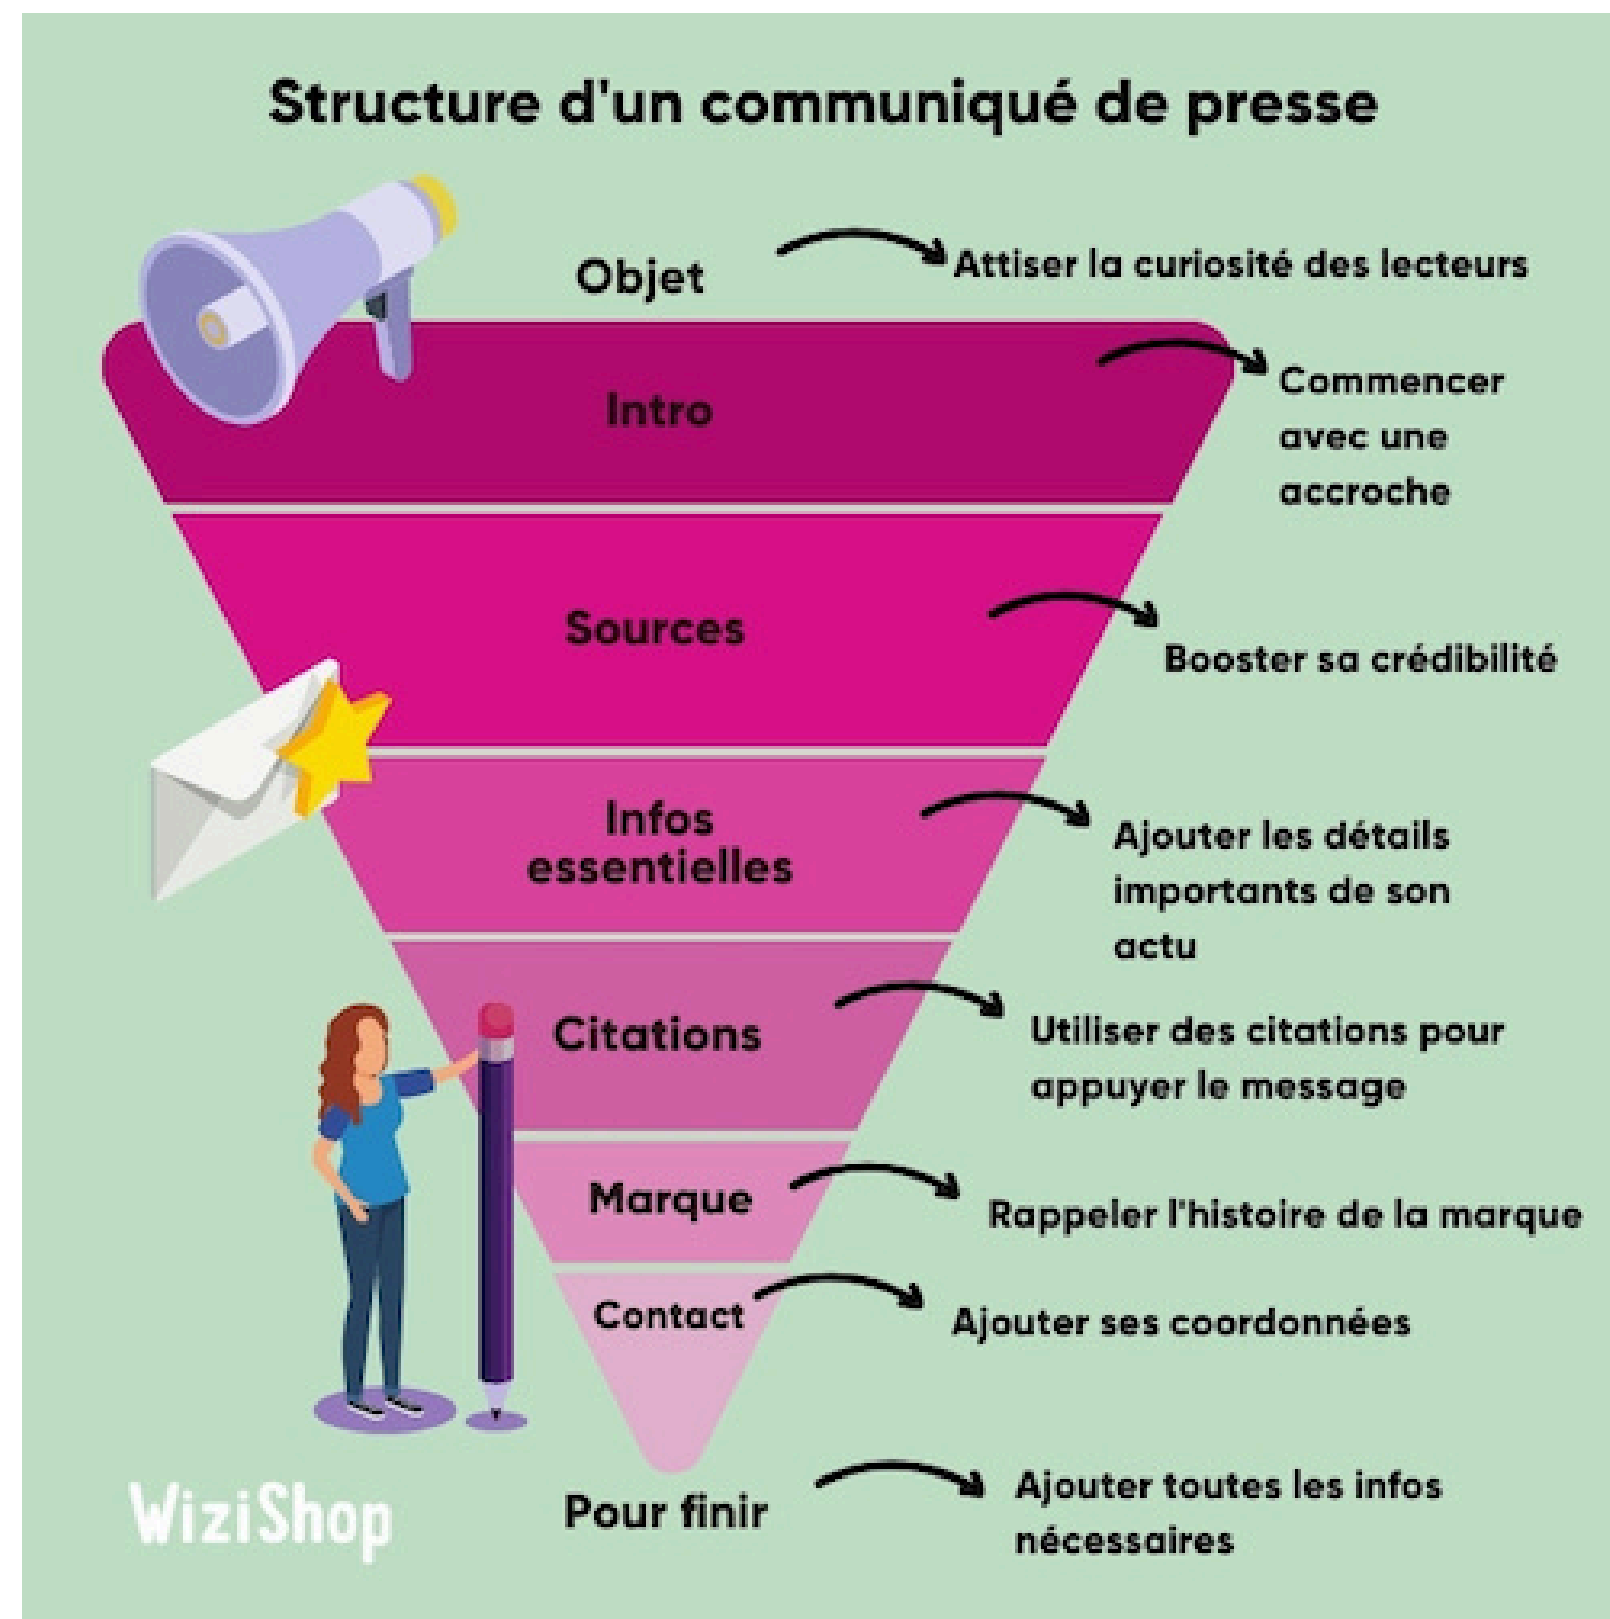 Structure d'un communiqué de presse
Objet
Attiser la curiosité des lecteurs
Intro
Commencer
avec une
accroche
Sources
Booster sa crédibilité
Infos
essentielles
Ajouter les détails
importants de son
actu
Citations
Utiliser des citations pour
appuyer le message
Marque
Rappeler l'histoire de la marque
Contact
Ajouter ses coordonnées
Pour finir
Ajouter toutes les infos
nécessaires
WiziShop